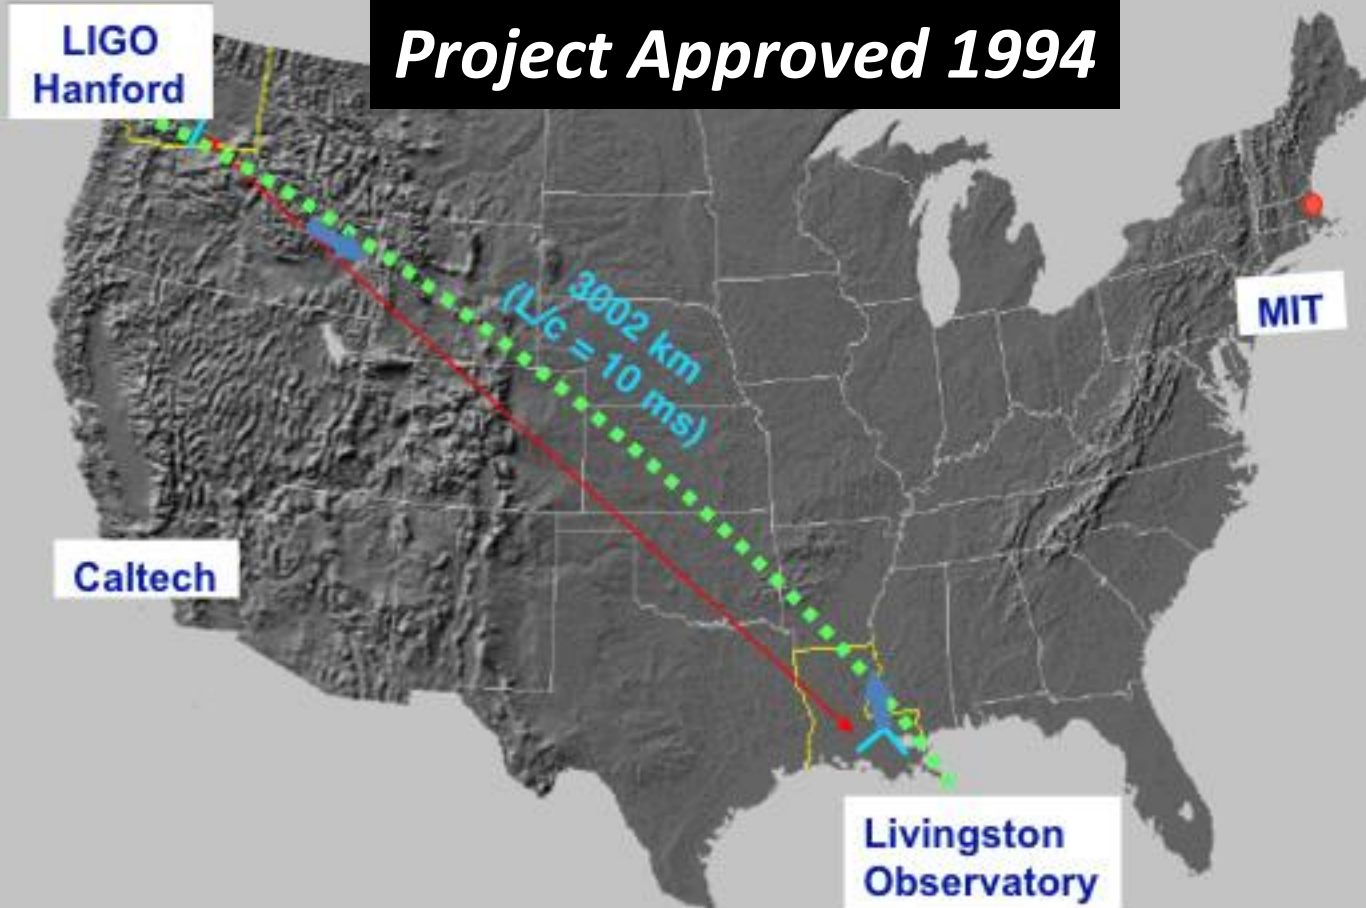 Project Approved 1994
LIGO
Hanford
3002 km
(L/c = 10 ms)
MIT
Caltech
Livingston
Observatory